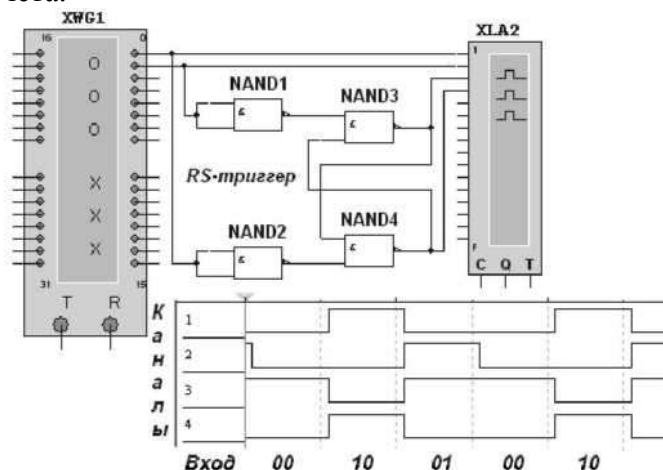 XWG1
XLA2
16
0
1
O
O
O
X
X
X
31
15
T
R
NAND1
&
NAND3
&
RS-триггер
NAND2
&
NAND4
&
F
C Q T
К
а
н
а
л
ы
1
2
3
4
Вход 00 10 01 00 10